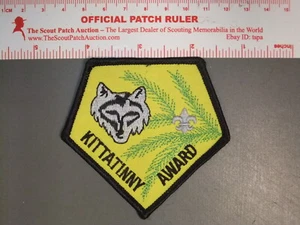 OFFICIAL PATCH RULER
The Scout Patch Auction - The Largest Dealer of Scouting Memorabilia in the World
www.TheScoutPatchAuction.com Ebay ID: tspa
KITTATINNY
AWARD